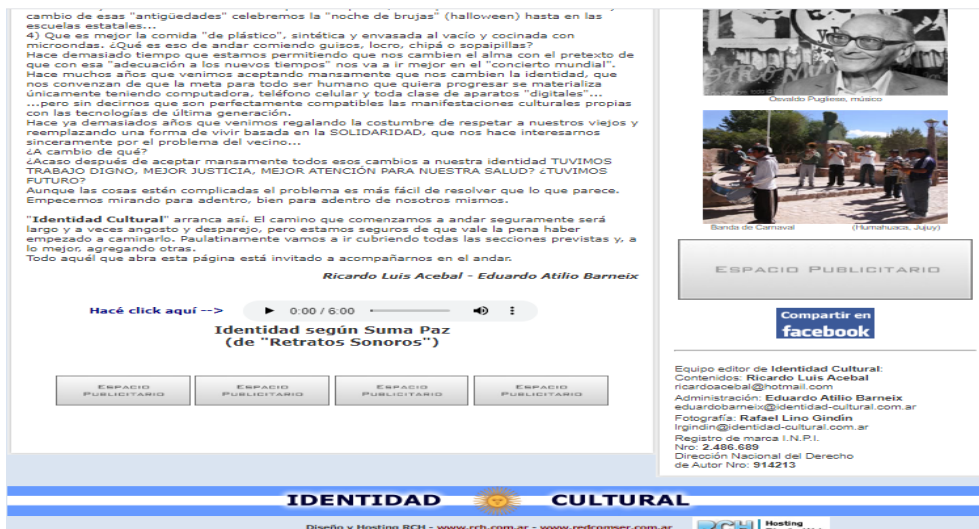 cambio de esas "antigüedades" celebremos la "noche de brujas" (halloween) hasta en las
escuelas estatales...
4) Que es mejor la comida "de plástico", sintética y envasada al vacío y cocinada con
microondas. ¿Qué es eso de andar comiendo guisos, locro, chipá o sopaipillas?
Hace demasiado tiempo que estamos permitiendo que nos cambien el alma con el pretexto de
que con esa "adecuación a los nuevos tiempos" nos va a ir mejor en el "concierto mundial".
Hace muchos años que venimos aceptando mansamente que nos cambien la identidad, que
nos convenzan de que la meta para todo ser humano que quiera progresar se materializa
únicamente teniendo computadora, teléfono celular y toda clase de aparatos "digitales"...
...pero sin decirnos que son perfectamente compatibles las manifestaciones culturales propias
con las tecnologías de última generación.
Hace ya demasiados años que venimos regalando la costumbre de respetar a nuestros viejos y
reemplazando una forma de vivir basada en la SOLIDARIDAD, que nos hace interesarnos
sinceramente por el problema del vecino...
¿A cambio de qué?
¿Acaso después de aceptar mansamente todos esos cambios a nuestra identidad TUVIMOS
TRABAJO DIGNO, MEJOR JUSTICIA, MEJOR ATENCIÓN PARA NUESTRA SALUD? ¿TUVIMOS
FUTURO?
Aunque las cosas estén complicadas el problema es más fácil de resolver que lo que parece.
Empecemos mirando para adentro, bien para adentro de nosotros mismos.
"Identidad Cultural" arranca así. El camino que comenzamos a andar seguramente será
largo y a veces angosto y desparejo, pero estamos seguros de que vale la pena haber
empezado a caminarlo. Paulatinamente vamos a ir cubriendo todas las secciones previstas y, a
lo mejor, agregando otras.
Todo aquél que abra esta página está invitado a acompañarnos en el andar.
Ricardo Luis Acebal - Eduardo Atilio Barneix
Hacé click aquí -->
0:00 / 6:00
Identidad según Suma Paz
(de "Retratos Sonoros")
ESPACIO PUBLICITARIO
ESPACIO PUBLICITARIO
ESPACIO PUBLICITARIO
ESPACIO PUBLICITARIO
Osvaldo Pugliese, músico
Banda de Carnaval (Humahuaca, Jujuy)
ESPACIO PUBLICITARIO
Compartir en
facebook
Equipo editor de Identidad Cultural:
Contenidos: Ricardo Luis Acebal
ricardoacebal@hotmail.com
Administración: Eduardo Atilio Barneix
eduardobarneix@identidad-cultural.com.ar
Fotografía: Rafael Lino Gindin
lrgindin@identidad-cultural.com.ar
Registro de marca I.N.P.I.
Nro: 2.486.689
Dirección Nacional del Derecho
de Autor Nro: 914213
IDENTIDAD CULTURAL
Diseño y Hosting RCH - www.rch.com.ar - www.redcomser.com.ar
RCH Hosting